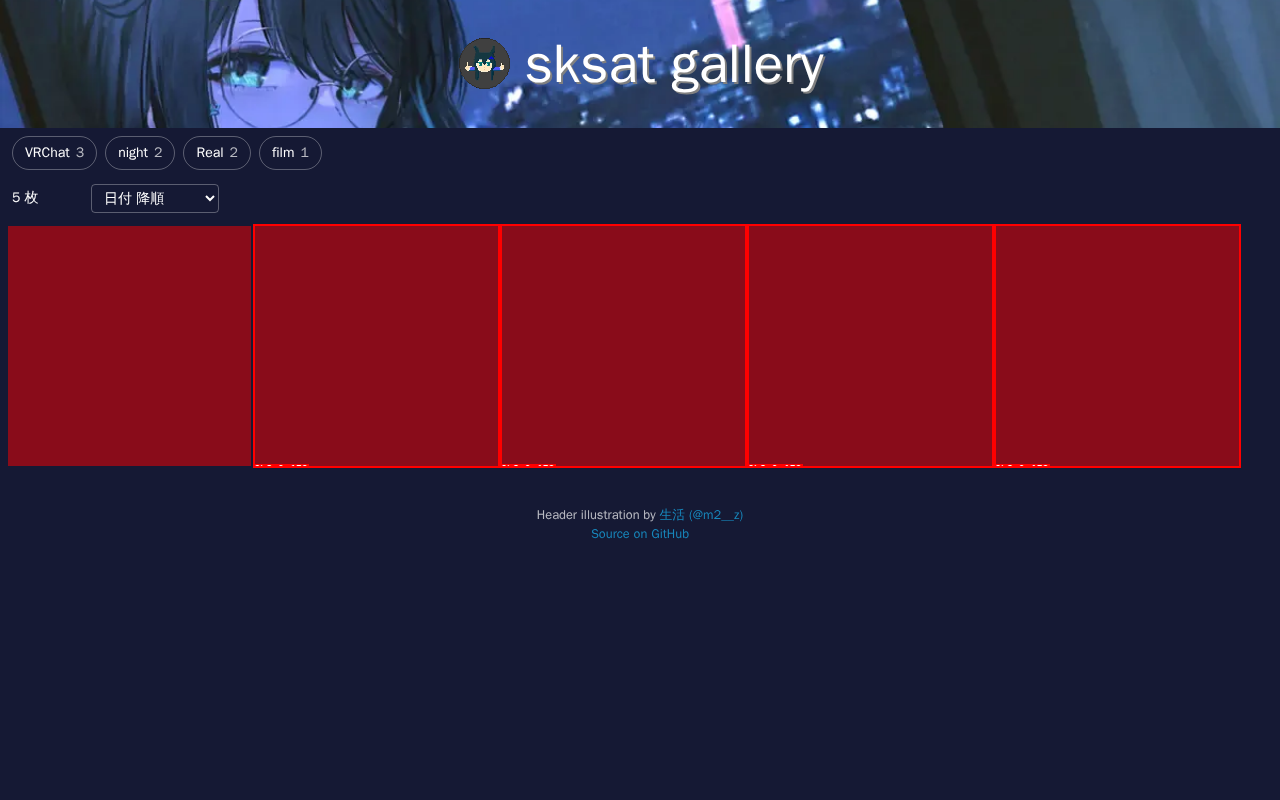 sksat gallery
VRChat 3 night 2 Real 2 film 1
5 枚 日付 降順
Header illustration by 生活 (@m2__z)
Source on GitHub